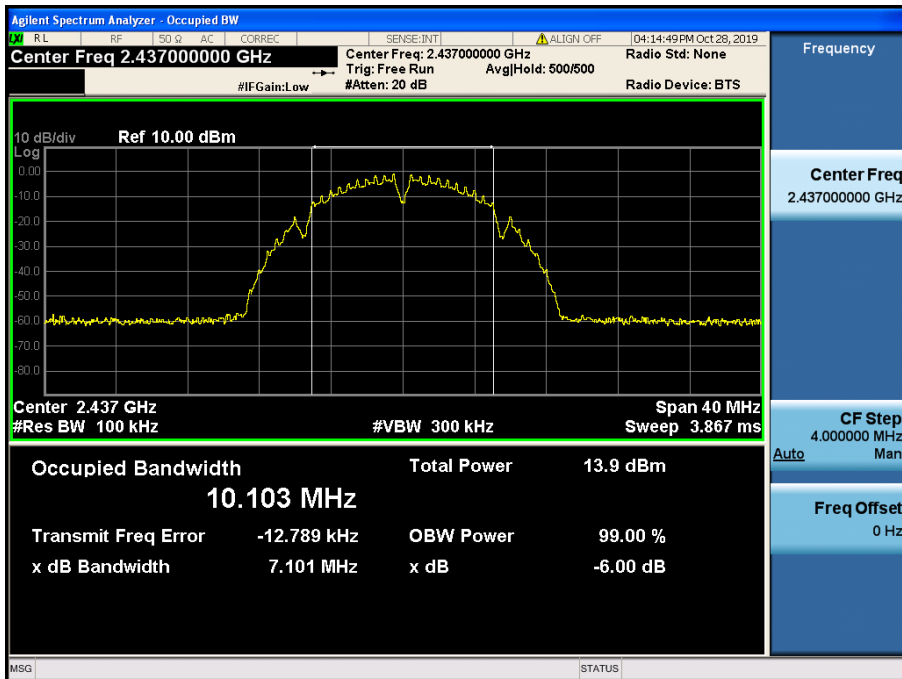 Agilent Spectrum Analyzer - Occupied BW
LXI RL RF 50 Ω AC CORREC SENSE:INT ALIGN OFF 04:14:49 PM Oct 28, 2019
Center Freq 2.437000000 GHz
Center Freq: 2.437000000 GHz
Radio Std: None
Trig: Free Run Avg|Hold: 500/500
#IFGain:Low
#Atten: 20 dB
Radio Device: BTS
10 dB/div Ref 10.00 dBm
Log
0.00
-10.0
-20.0
-30.0
-40.0
-50.0
-60.0
-70.0
-80.0
Center 2.437 GHz Span 40 MHz
#Res BW 100 kHz #VBW 300 kHz Sweep 3.867 ms
Occupied Bandwidth Total Power 13.9 dBm
10.103 MHz
Transmit Freq Error -12.789 kHz OBW Power 99.00 %
x dB Bandwidth 7.101 MHz x dB -6.00 dB
MSG STATUS
Frequency
Center Freq
2.437000000 GHz
CF Step
4.000000 MHz
Auto Man
Freq Offset
0 Hz